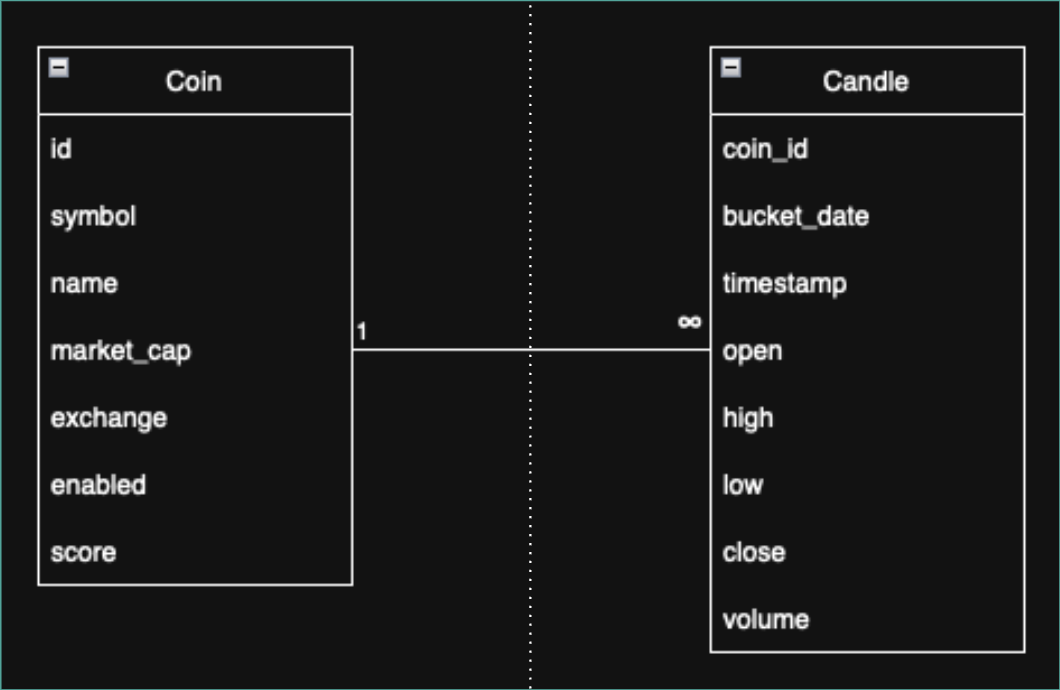 Coin
id
symbol
name
market_cap
exchange
enabled
score
1
∞
Candle
coin_id
bucket_date
timestamp
open
high
low
close
volume